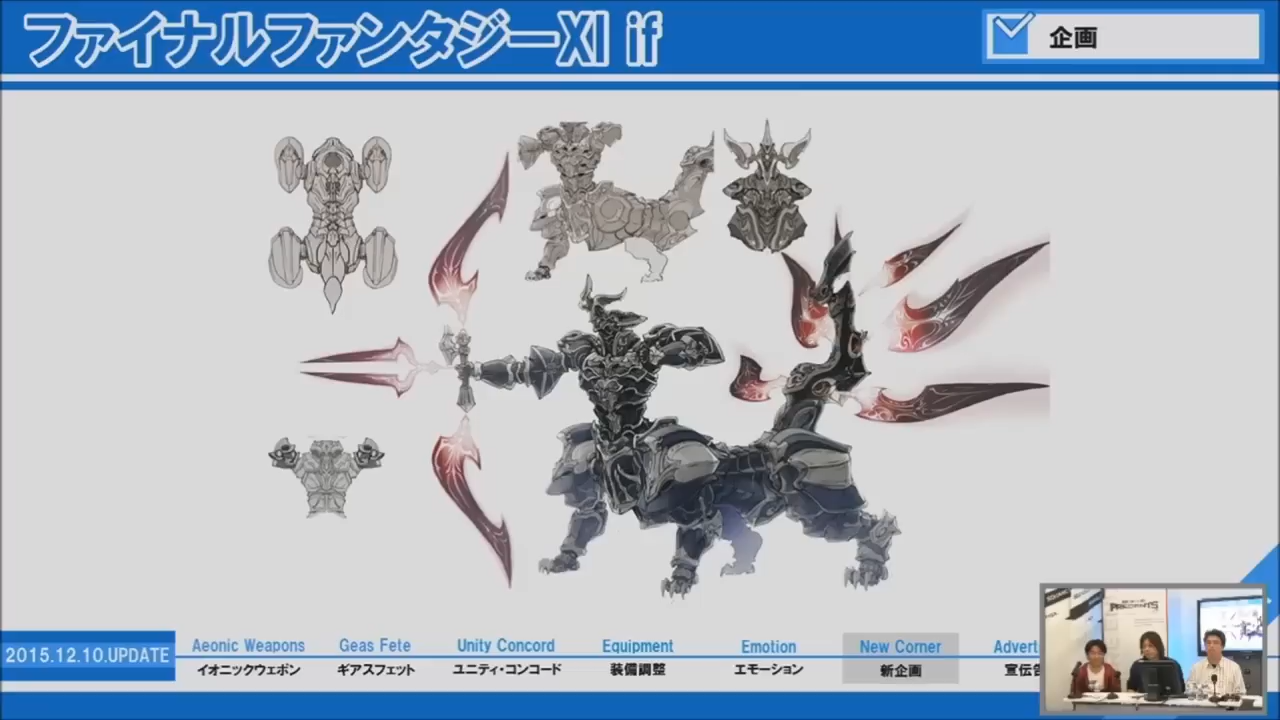 ファイナルファンタジーXI if
企画
2015.12.10.UPDATE
Aeonic Weapons
イオニックウェポン
Geas Fete
ギアスフェット
Unity Concord
ユニティ・コンコード
Equipment
装備調整
Emotion
エモーション
New Corner
新企画
Advert
宣伝